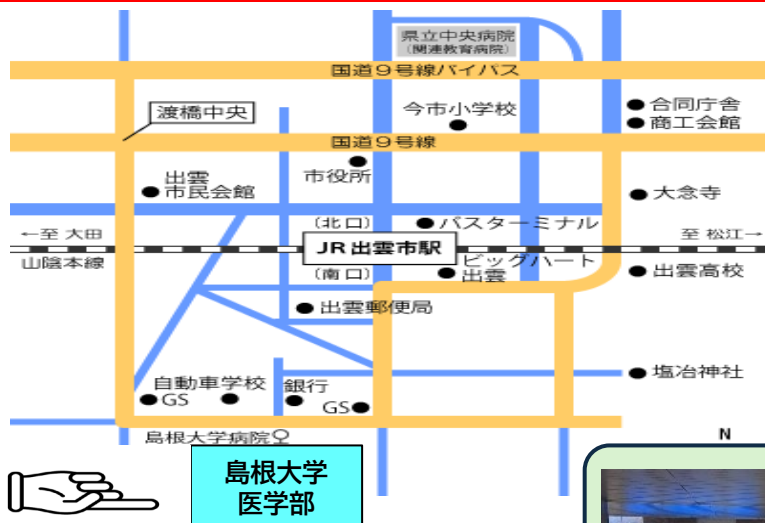 県立中央病院
(関連教育病院)
国道9号線バイパス
渡橋中央
今市小学校
合同庁舎
商工会館
国道9号線
出雲
市民会館
市役所
大念寺
(北口)
バスターミナル
←至 大田
JR出雲市駅
至 松江→
山陰本線
(南口)
ビッグハート
出雲
出雲高校
出雲郵便局
自動車学校
銀行
塩冶神社
GS
GS
島根大学病院
N
島根大学
医学部